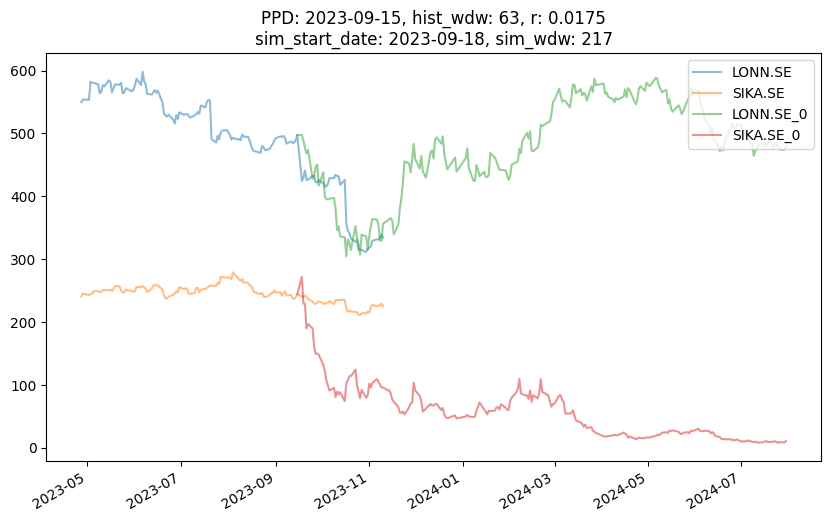 PPD: 2023-09-15, hist_wdw: 63, r: 0.0175
sim_start_date: 2023-09-18, sim_wdw: 217
LONN.SE
SIKA.SE
LONN.SE_0
SIKA.SE_0
600
500
400
300
200
100
0
2023-05
2023-07
2023-09
2023-11
2024-01
2024-03
2024-05
2024-07